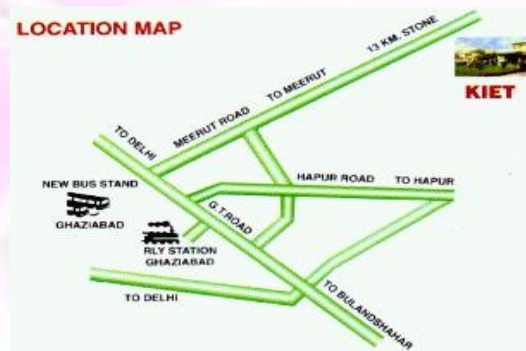 LOCATION MAP
13 KM. STONE
KIET
TO MEERUT
MEERUT ROAD
TO DELHI
HAPUR ROAD
TO HAPUR
NEW BUS STAND
GHAZIABAD
G.T.ROAD
RLY STATION
GHAZIABAD
TO DELHI
TO BULANDSHAHAR